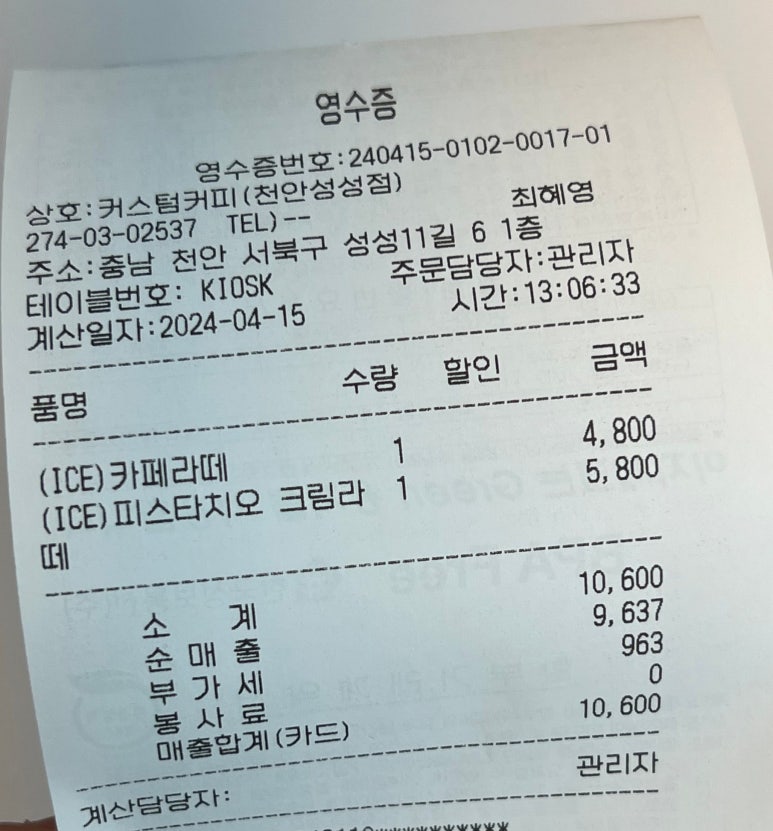 영수증
영수증번호:240415-0102-0017-01
상호:커스텀커피(천안성성점) 최혜영
274-03-02537 TEL)--
주소:충남 천안 서북구 성성11길 6 1층
테이블번호: KIOSK 주문담당자:관리자
계산일자:2024-04-15 시간:13:06:33
품명 수량 할인 금액
(ICE)카페라떼 1 4,800
(ICE)피스타치오 크림라 1 5,800
떼
소 계 10,600
순 매 출 9,637
부 가 세 963
봉 사 료 0
매출합계(카드) 10,600
계산담당자: 관리자